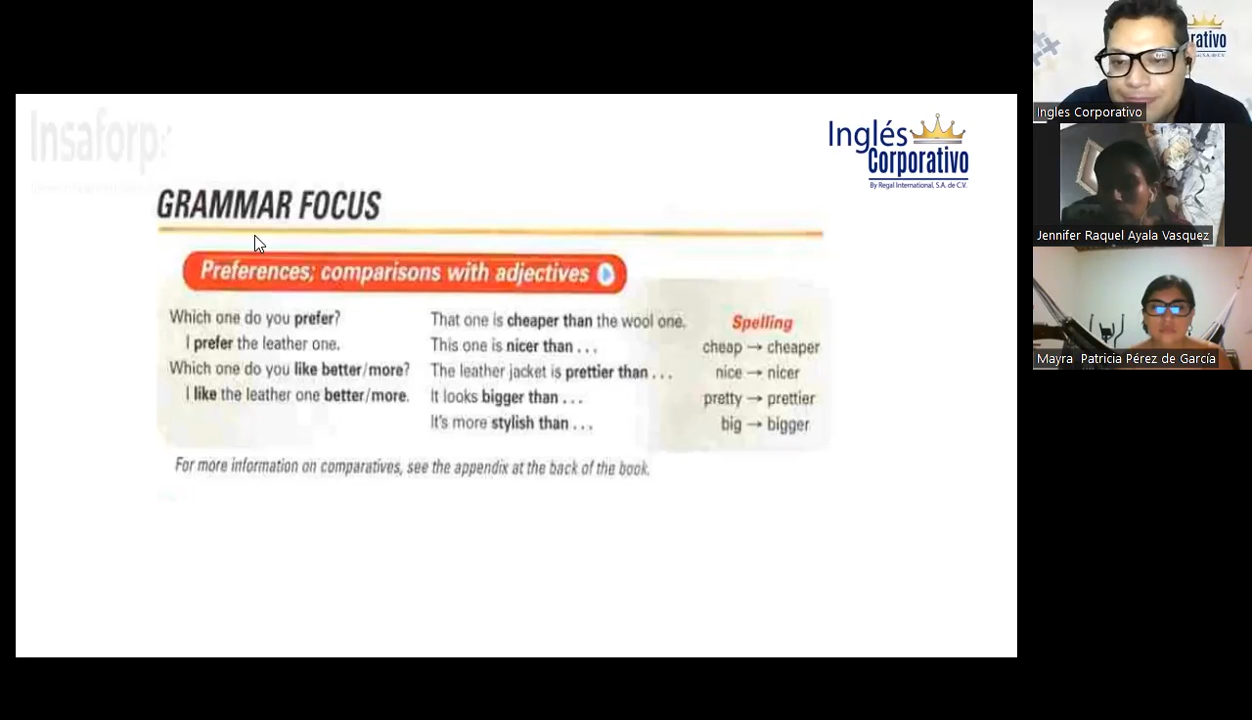 Insaforp
Inglés
Corporativo
By Regal International, S.A. de C.V.
GRAMMAR FOCUS
Preferences; comparisons with adjectives
Which one do you prefer?
I prefer the leather one.
Which one do you like better/more?
I like the leather one better/more.
That one is cheaper than the wool one.
This one is nicer than . . .
The leather jacket is prettier than . . .
It looks bigger than . . .
It's more stylish than . . .
Spelling
cheap → cheaper
nice → nicer
pretty → prettier
big → bigger
For more information on comparatives, see the appendix at the back of the book.
rativo
Ingles Corporativo
Jennifer Raquel Ayala Vasquez
Mayra Patricia Pérez de García